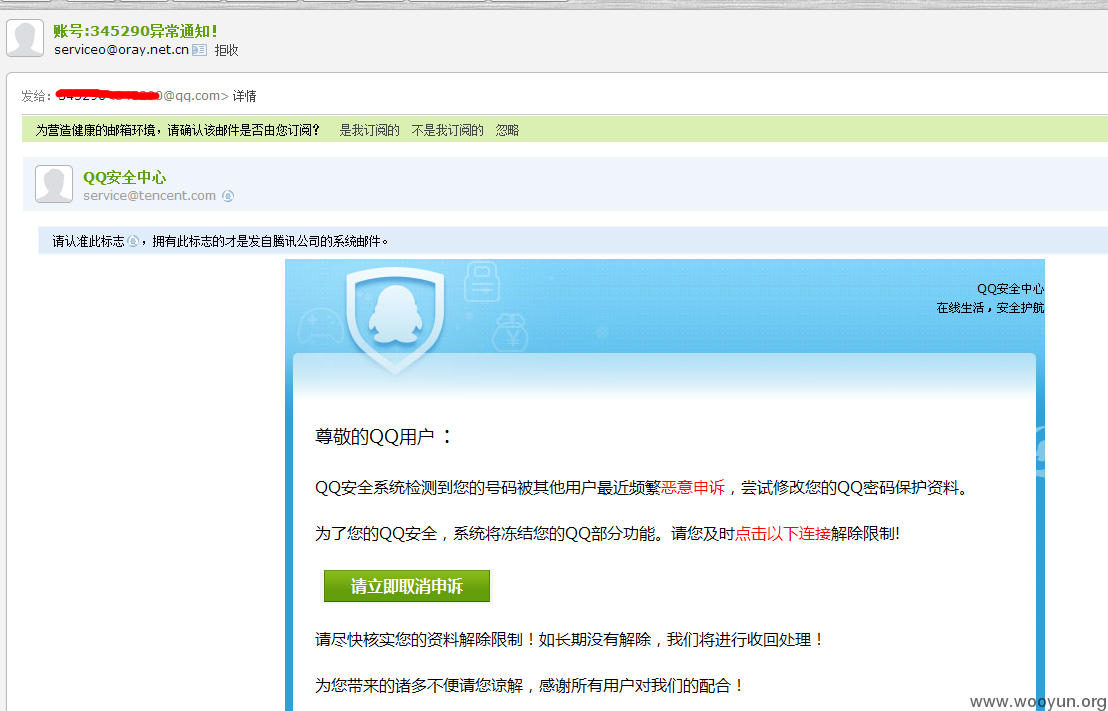 账号:345290异常通知!
serviceo@oray.net.cn 拒收
发给: @qq.com> 详情
为营造健康的邮箱环境，请确认该邮件是否由您订阅？ 是我订阅的 不是我订阅的 忽略
QQ安全中心
service@tencent.com
请认准此标志，拥有此标志的才是发自腾讯公司的系统邮件。
QQ安全中心
在线生活，安全护航
尊敬的QQ用户：
QQ安全系统检测到您的号码被其他用户最近频繁恶意申诉，尝试修改您的QQ密码保护资料。
为了您的QQ安全，系统将冻结您的QQ部分功能。请您及时点击以下连接解除限制!
请立即取消申诉
请尽快核实您的资料解除限制！如长期没有解除，我们将进行收回处理！
为您带来的诸多不便请您谅解，感谢所有用户对我们的配合！
www.wooyun.org